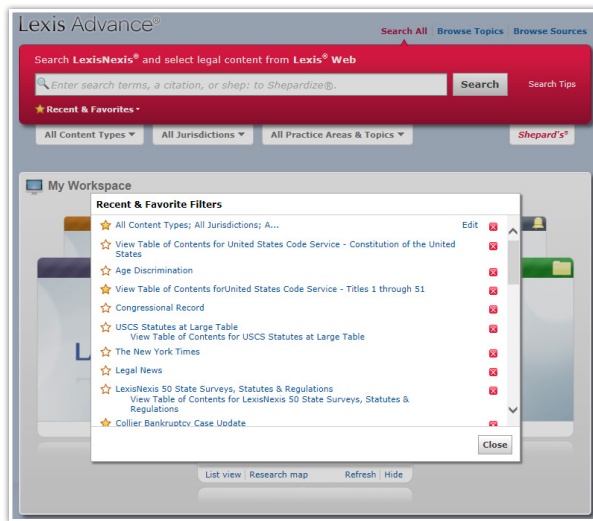 Lexis Advance®
Search All Browse Topics Browse Sources
Search LexisNexis® and select legal content from Lexis® Web
Enter search terms, a citation, or shep: to Shepardize®.
Search
Search Tips
Recent & Favorites
All Content Types
All Jurisdictions
All Practice Areas & Topics
Shepard's®
My Workspace
Recent & Favorite Filters
All Content Types; All Jurisdictions; A...
Edit
View Table of Contents for United States Code Service - Constitution of the United
States
Age Discrimination
View Table of Contents forUnited States Code Service - Titles 1 through 51
Congressional Record
USCS Statutes at Large Table
View Table of Contents for USCS Statutes at Large Table
The New York Times
Legal News
LexisNexis 50 State Surveys, Statutes & Regulations
View Table of Contents for LexisNexis 50 State Surveys, Statutes &
Regulations
Collier Bankruptcy Case Update
Close
List view Research map Refresh Hide